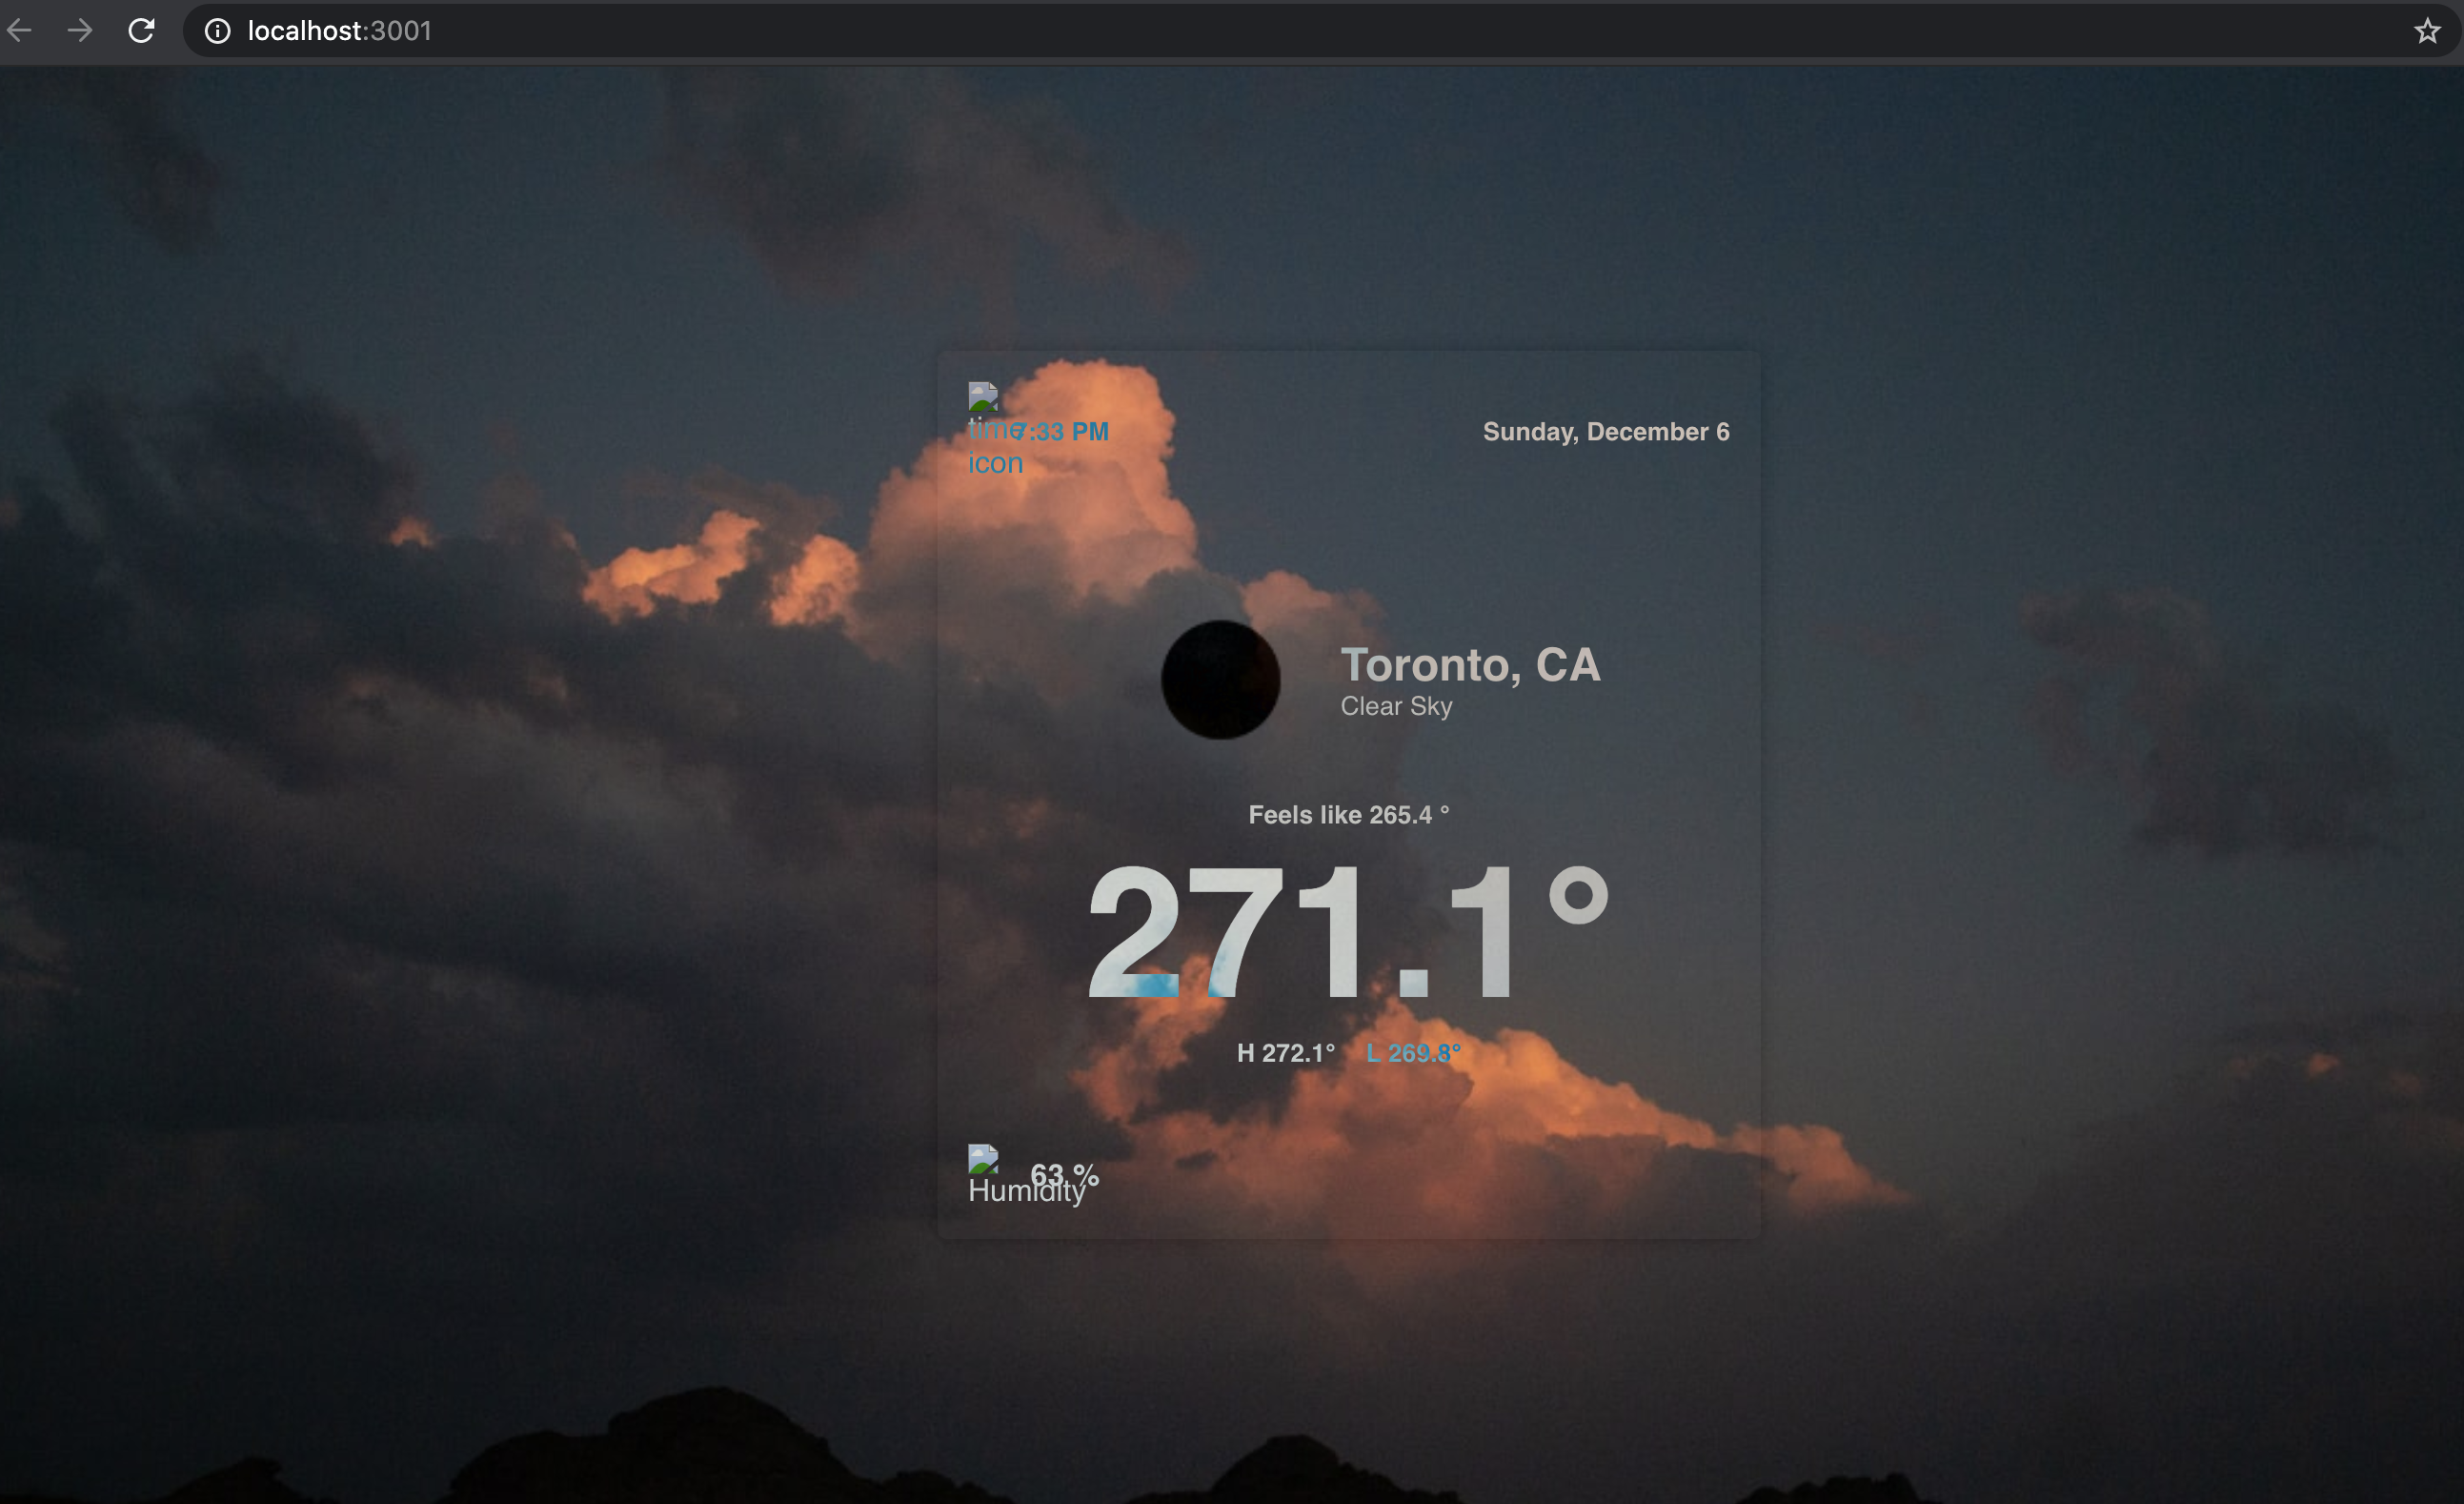 localhost:3001
time
icon
7:33 PM
Sunday, December 6
Toronto, CA
Clear Sky
Feels like 265.4 °
271.1°
H 272.1° L 269.8°
63 %
Humidity